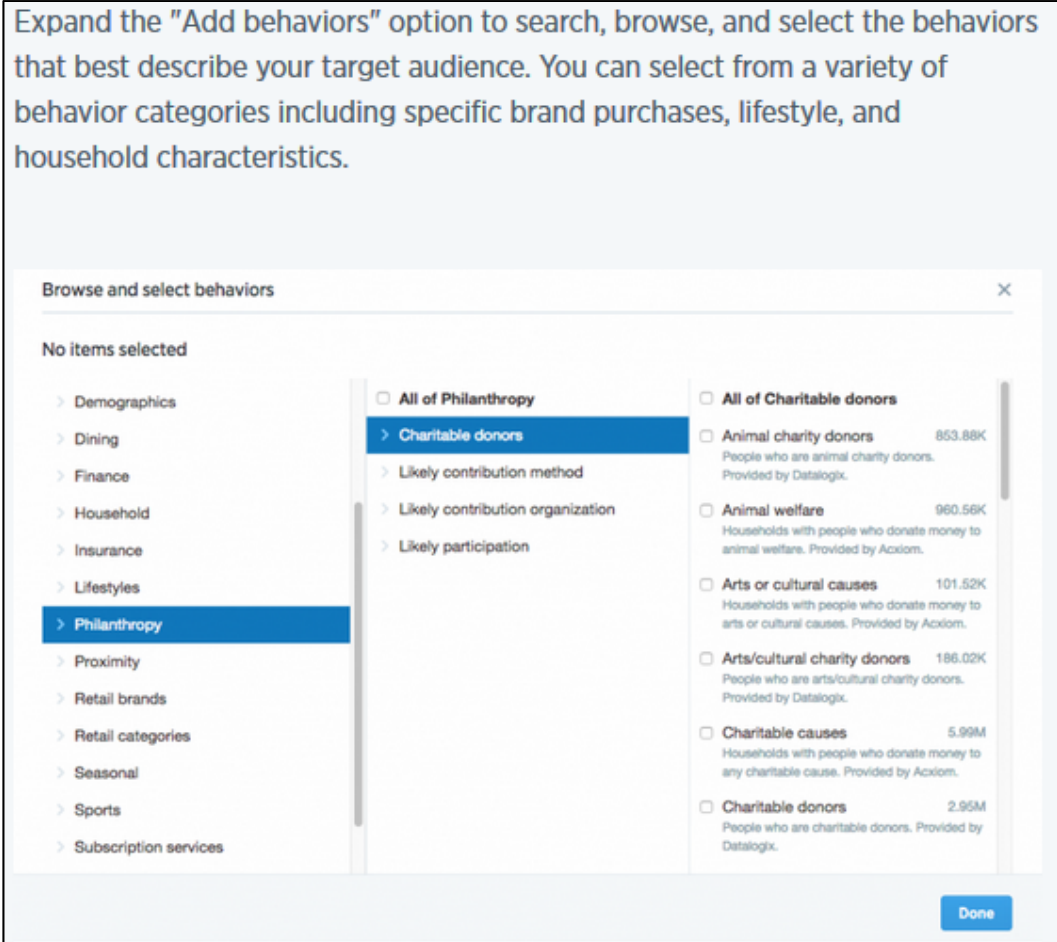 Expand the "Add behaviors" option to search, browse, and select the behaviors
that best describe your target audience. You can select from a variety of
behavior categories including specific brand purchases, lifestyle, and
household characteristics.
Browse and select behaviors
×
No items selected
Demographics
Dining
Finance
Household
Insurance
Lifestyles
Philanthropy
Proximity
Retail brands
Retail categories
Seasonal
Sports
Subscription services
All of Philanthropy
Charitable donors
Likely contribution method
Likely contribution organization
Likely participation
All of Charitable donors
Animal charity donors 853.88K
People who are animal charity donors.
Provided by Datalogix.
Animal welfare 960.56K
Households with people who donate money to
animal welfare. Provided by Acxiom.
Arts or cultural causes 101.52K
Households with people who donate money to
arts or cultural causes. Provided by Acxiom.
Arts/cultural charity donors 186.02K
People who are arts/cultural charity donors.
Provided by Datalogix.
Charitable causes 5.99M
Households with people who donate money to
any charitable cause. Provided by Acxiom.
Charitable donors 2.95M
People who are charitable donors. Provided by
Datalogix.
Done